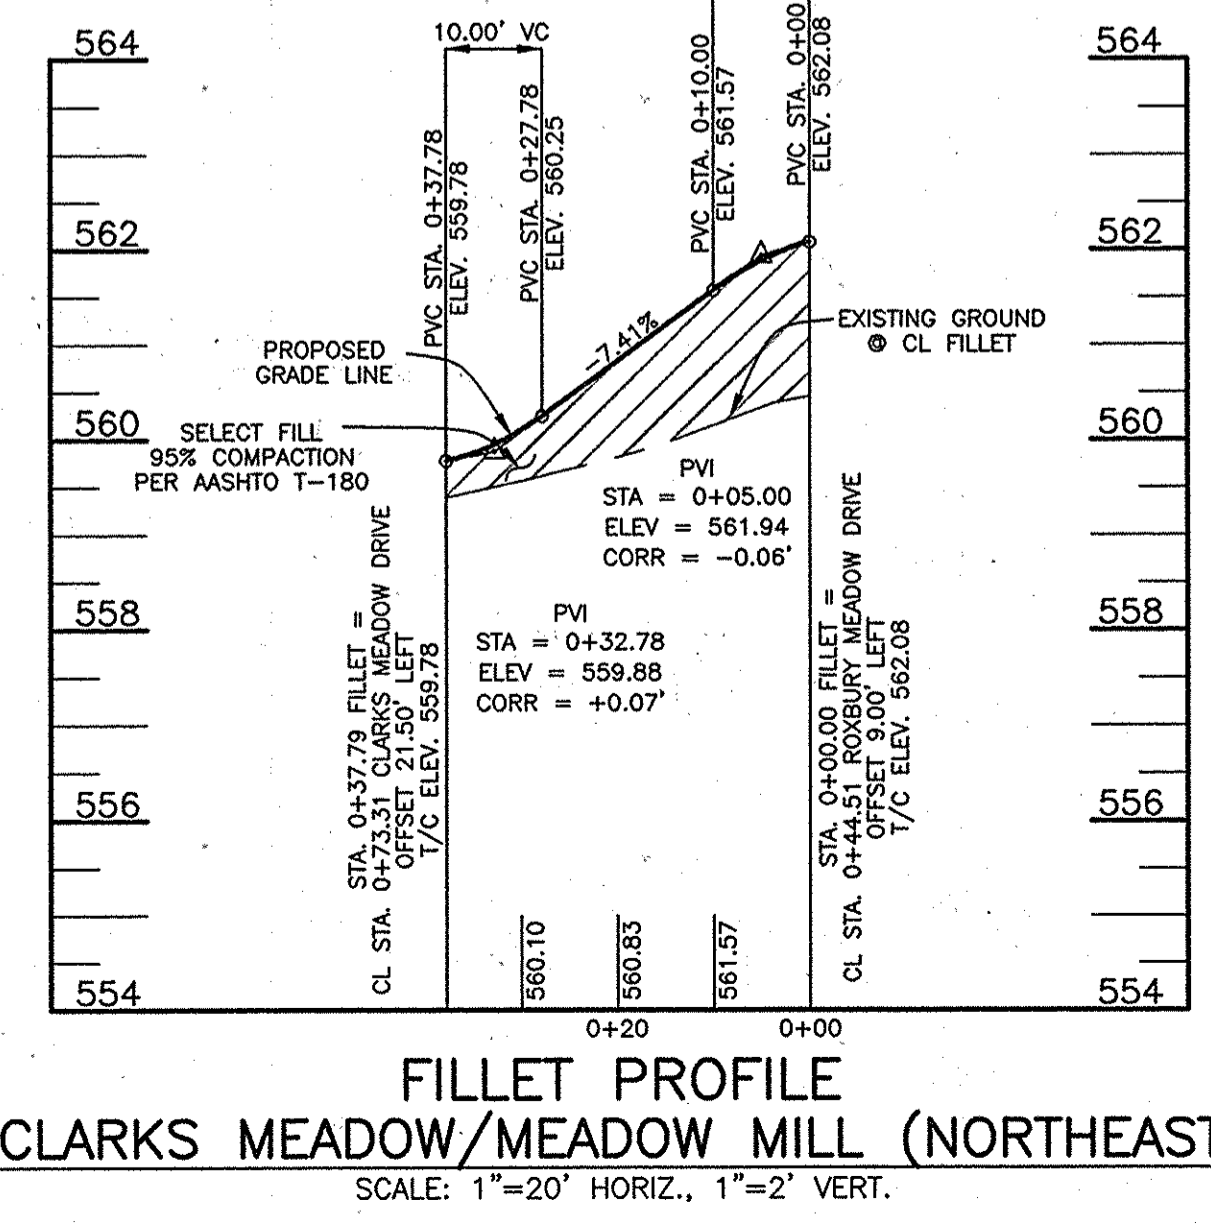 564
562
560
558
556
554
10.00' VC
PVC STA. 0+37.78
ELEV. 559.78
PVC STA. 0+27.78
ELEV. 560.25
PVC STA. 0+10.00
ELEV. 561.57
PVC STA. 0+00
ELEV. 562.08
564
562
560
558
556
554
-7.41%
PROPOSED
GRADE LINE
SELECT FILL
95% COMPACTION
PER AASHTO T-180
EXISTING GROUND
@ CL FILLET
PVI
STA = 0+05.00
ELEV = 561.94
CORR = -0.06'
PVI
STA = 0+32.78
ELEV = 559.88
CORR = +0.07'
STA. 0+37.79 FILLET =
CL STA. 0+73.31 CLARKS MEADOW DRIVE
OFFSET 21.50' LEFT
T/C ELEV. 559.78
STA. 0+00.00 FILLET =
CL STA. 0+44.51 ROXBURY MEADOW DRIVE
OFFSET 9.00' LEFT
T/C ELEV. 562.08
560.10
560.83
561.57
0+20
0+00
FILLET PROFILE
CLARKS MEADOW/MEADOW MILL (NORTHEAST
SCALE: 1"=20' HORIZ., 1"=2' VERT.